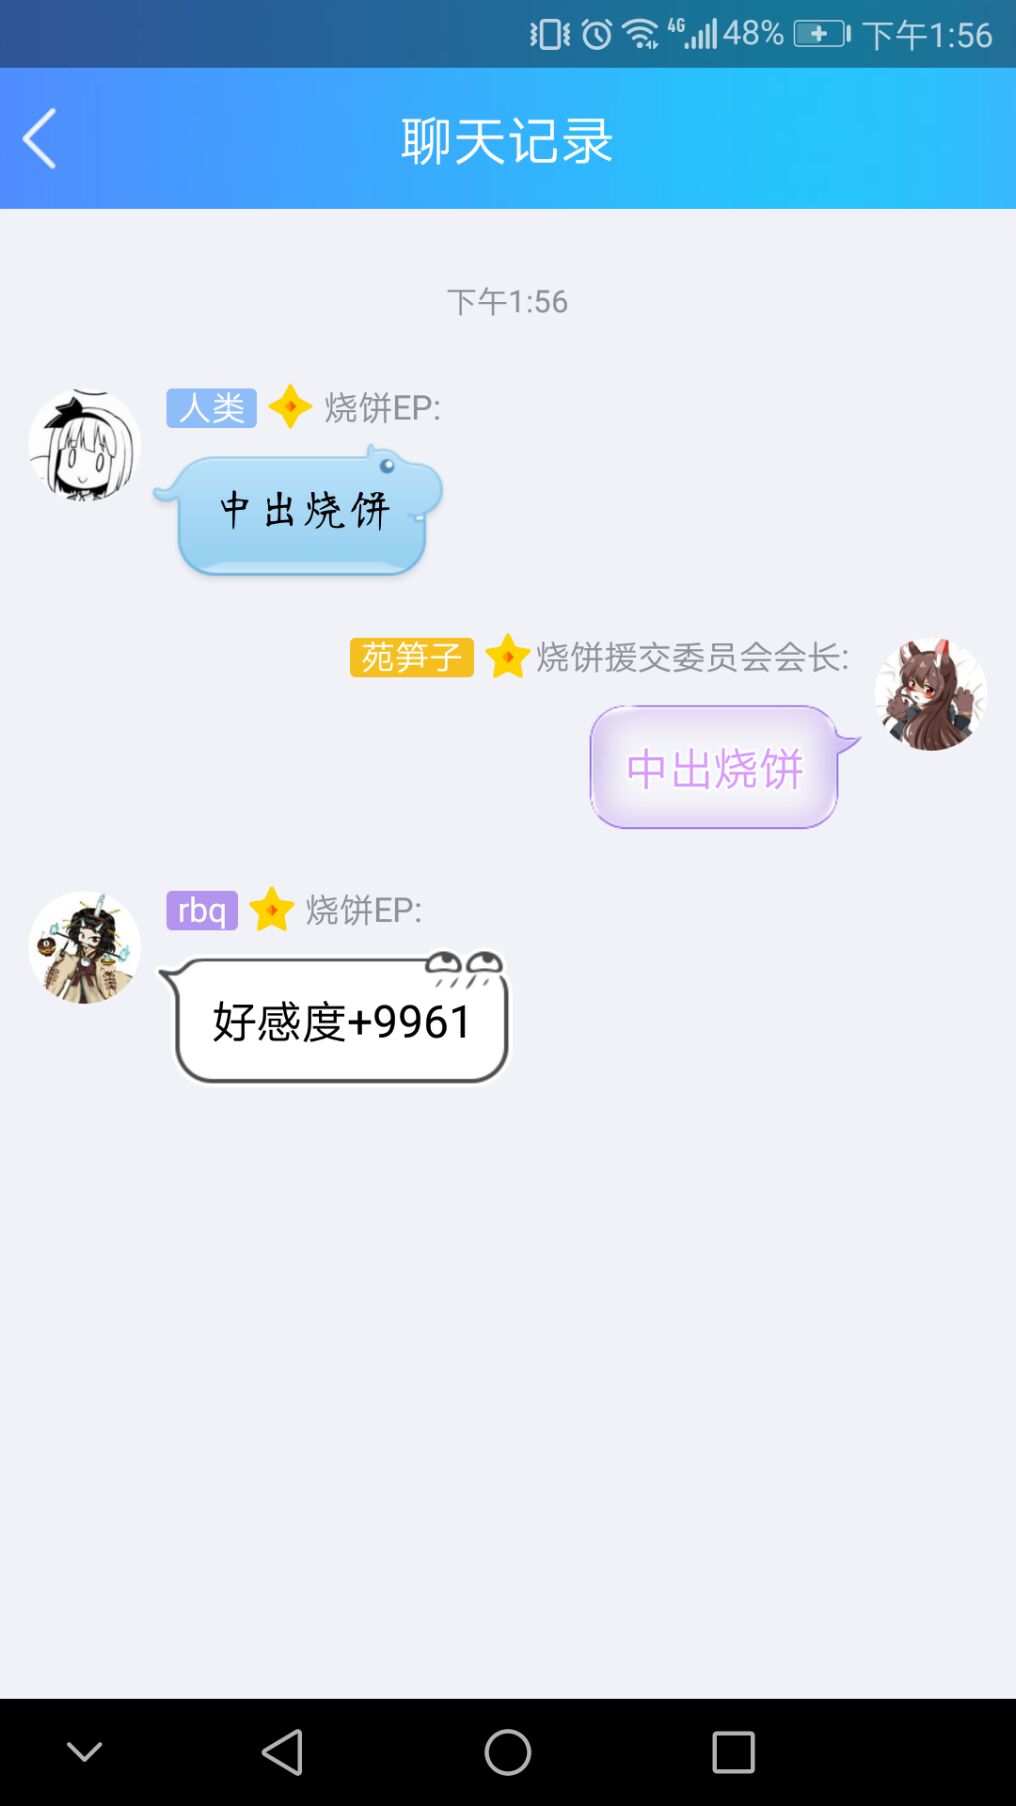 4G 48% 下午1:56
聊天记录
下午1:56
人类 烧饼EP:
中出烧饼
苑笋子 烧饼援交委员会会长:
中出烧饼
rbq 烧饼EP:
好感度+9961